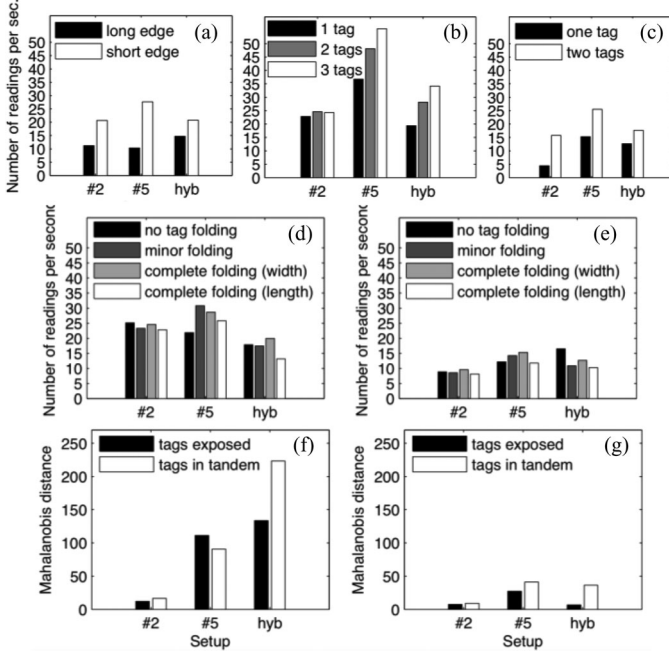 Number of readings per sec.
50
45
40
35
30
25
20
15
10
5
0
long edge
short edge
(a)
#2 #5 hyb
50
45
40
35
30
25
20
15
10
5
0
1 tag
2 tags
3 tags
(b)
#2 #5 hyb
50
45
40
35
30
25
20
15
10
5
0
one tag
two tags
(c)
#2 #5 hyb
Number of readings per second
50
45
40
35
30
25
20
15
10
5
0
no tag folding
minor folding
complete folding (width)
complete folding (length)
(d)
#2 #5 hyb
Number of readings per second
50
45
40
35
30
25
20
15
10
5
0
no tag folding
minor folding
complete folding (width)
complete folding (length)
(e)
#2 #5 hyb
Mahalanobis distance
250
200
150
100
50
0
tags exposed
tags in tandem
(f)
#2 #5 hyb
Setup
Mahalanobis distance
250
200
150
100
50
0
tags exposed
tags in tandem
(g)
#2 #5 hyb
Setup